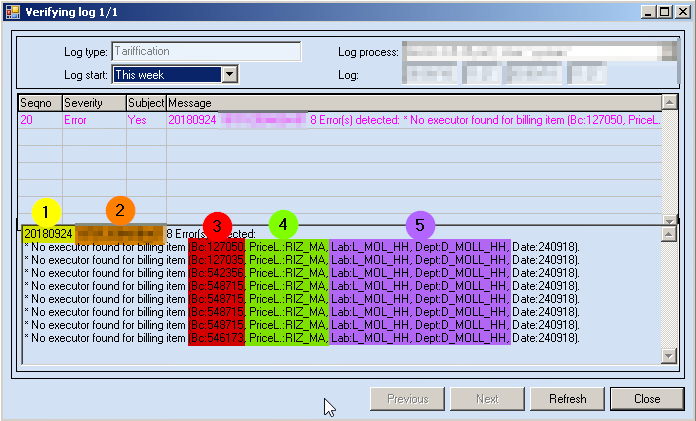 Verifying log 1/1
Log type: Tariffication Log process:
Log start: This week Log:
Seqno Severity Subject Message
20 Error Yes 20180924 8 Error(s) detected: * No executor found for billing item (Bc:127050, PriceL.
1 2 3 4 5
20180924 8 Error(s) detected:
* No executor found for billing item (Bc:127050, PriceL.:RIZ_MA, Lab:L_MOL_HH, Dept:D_MOLL_HH, Date:240918).
* No executor found for billing item (Bc:127035, PriceL.:RIZ_MA, Lab:L_MOL_HH, Dept:D_MOLL_HH, Date:240918).
* No executor found for billing item (Bc:542356, PriceL.:RIZ_MA, Lab:L_MOL_HH, Dept:D_MOLL_HH, Date:240918).
* No executor found for billing item (Bc:548715, PriceL.:RIZ_MA, Lab:L_MOL_HH, Dept:D_MOLL_HH, Date:240918).
* No executor found for billing item (Bc:548715, PriceL.:RIZ_MA, Lab:L_MOL_HH, Dept:D_MOLL_HH, Date:240918).
* No executor found for billing item (Bc:548715, PriceL.:RIZ_MA, Lab:L_MOL_HH, Dept:D_MOLL_HH, Date:240918).
* No executor found for billing item (Bc:548715, PriceL.:RIZ_MA, Lab:L_MOL_HH, Dept:D_MOLL_HH, Date:240918).
* No executor found for billing item (Bc:546173, PriceL.:RIZ_MA, Lab:L_MOL_HH, Dept:D_MOLL_HH, Date:240918).
Previous Next Refresh Close